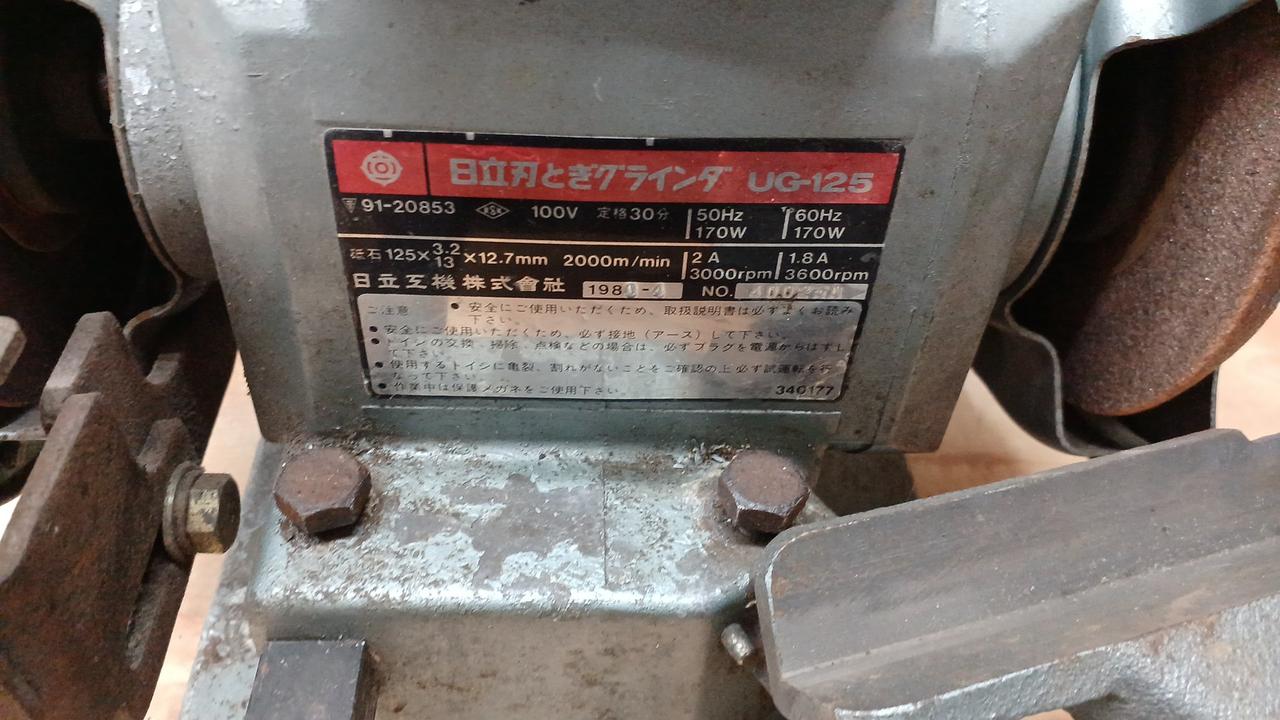 日立刃とぎグラインダ UG-125
91-20853 100V 定格30分 50Hz 170W 60Hz 170W
砥石 125×3.2/13×12.7mm 2000m/min 2A 3000rpm 1.8A 3600rpm
日立工機株式會社 198 -4 NO.
ご注意 ● 安全にご使用いただくため、取扱説明書は必ずよくお読み
下さい。
● 安全にご使用いただくため、必ず接地（アース）して下さい。
● トイシの交換、掃除、点検などの場合は、必ずプラグを電源からはずし
て下さい。
● 使用するトイシに亀裂、割れがないことをご確認の上必ず試運転を行
なって下さい。
● 作業中は保護メガネをご使用下さい。 340177